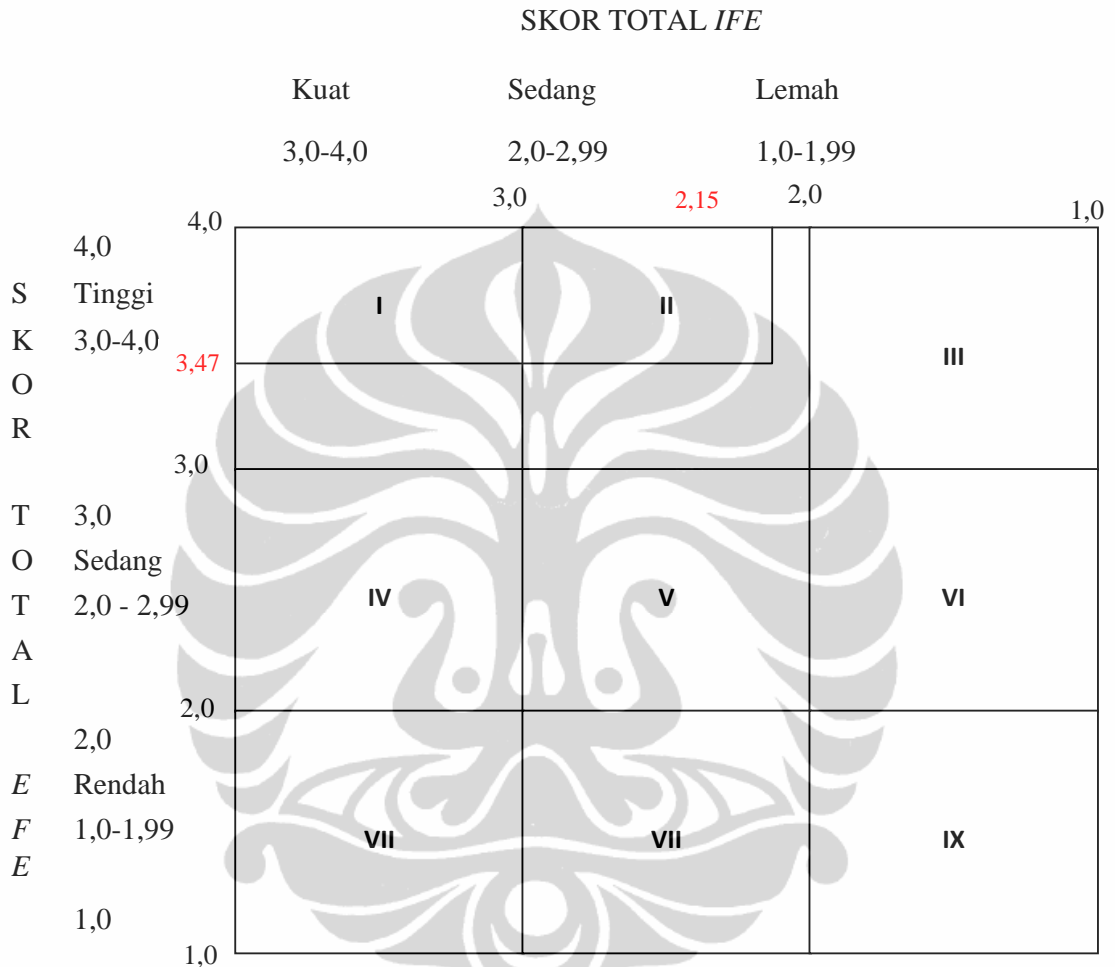 SKOR TOTAL IFE
Kuat Sedang Lemah
3,0-4,0 2,0-2,99 1,0-1,99
3,0 2,15 2,0 1,0
4,0
4,0
S Tinggi
I II
K 3,0-4,0
3,47 III
O
R
3,0
T 3,0
O Sedang
T 2,0 - 2,99 IV V VI
A
L
2,0
2,0
E Rendah
F 1,0-1,99
VII VII IX
E
1,0
1,0